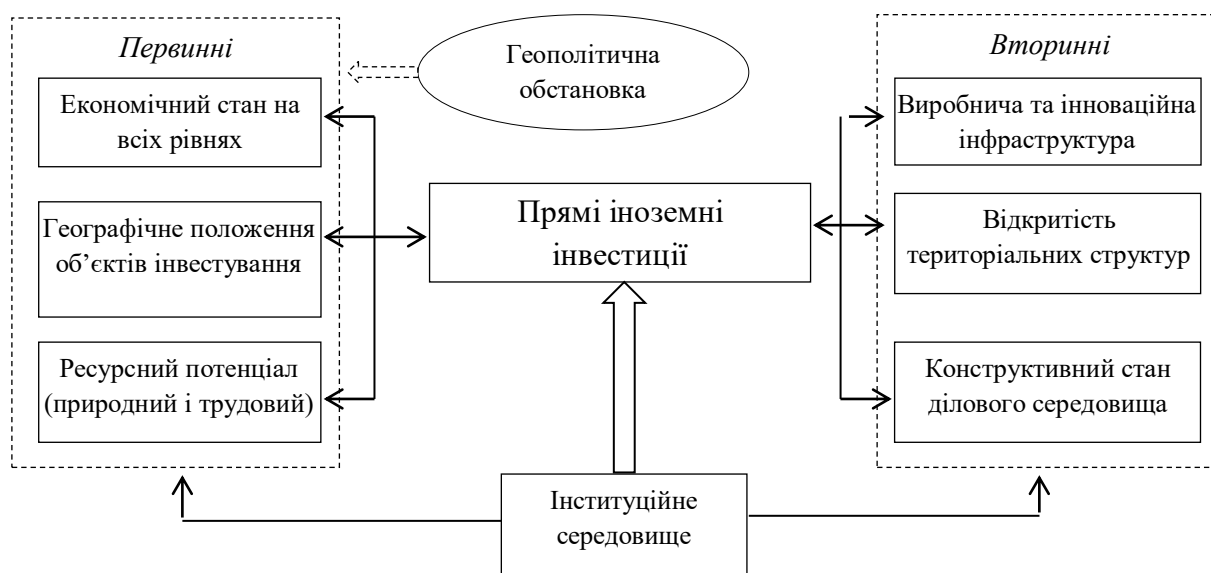 Первинні
Економічний стан на
всіх рівнях
Географічне положення
об’єктів інвестування
Ресурсний потенціал
(природний і трудовий)
Геополітична
обстановка
Прямі іноземні
інвестиції
Інституційне
середовище
Вторинні
Виробнича та інноваційна
інфраструктура
Відкритість
територіальних структур
Конструктивний стан
ділового середовища